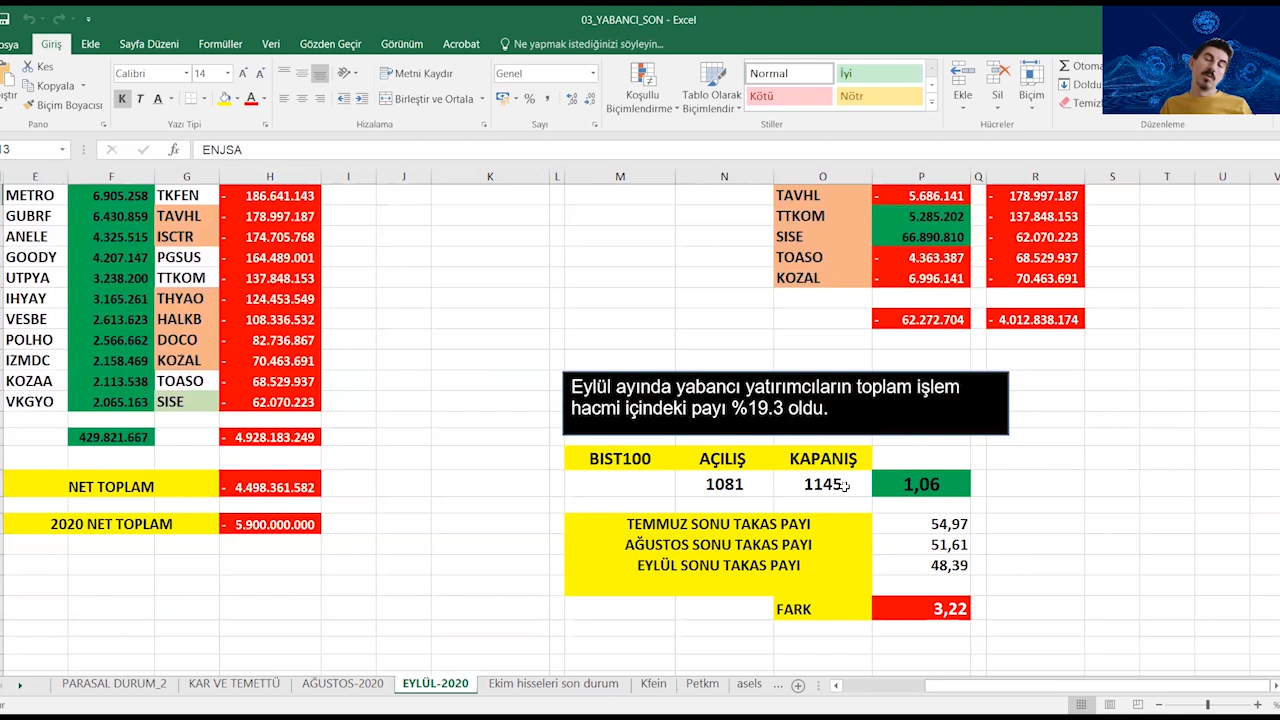 03_YABANCI_SON - Excel
osya Giriş Ekle Sayfa Düzeni Formüller Veri Gözden Geçir Görünüm Acrobat Ne yapmak istediğinizi söyleyin...
Kes
Kopyala
Biçim Boyacısı
Pano
Calibri 14
K T A
Yazı Tipi
Metni Kaydır
Birleştir ve Ortala
Hizalama
Genel
Sayı
Koşullu Biçimlendirme
Tablo Olarak Biçimlendir
Normal İyi
Kötü Nötr
Stiller
Ekle Sil Biçim
Hücreler
Otoma
Doldu
Temiz
Düzenleme
13 fx ENJSA
E F G H I J K L M N O P Q R S T U V
METRO 6.905.258 TKFEN - 186.641.143 TAVHL - 5.686.141 - 178.997.187
GUBRF 6.430.859 TAVHL - 178.997.187 TTKOM 5.285.202 - 137.848.153
ANELE 4.325.515 ISCTR - 174.705.768 SISE 66.890.810 - 62.070.223
GOODY 4.207.147 PGSUS - 164.489.001 TOASO - 4.363.387 - 68.529.937
UTPYA 3.238.200 TTKOM - 137.848.153 KOZAL - 6.996.141 - 70.463.691
IHYAY 3.165.261 THYAO - 124.453.549
VESBE 2.613.623 HALKB - 108.336.532 - 62.272.704 - 4.012.838.174
POLHO 2.566.662 DOCO - 82.736.867
IZMDC 2.158.469 KOZAL - 70.463.691
KOZAA 2.113.538 TOASO - 68.529.937
VKGYO 2.065.163 SISE - 62.070.223
429.821.667 - 4.928.183.249
NET TOPLAM - 4.498.361.582
2020 NET TOPLAM - 5.900.000.000
Eylül ayında yabancı yatırımcıların toplam işlem
hacmi içindeki payı %19.3 oldu.
BIST100 AÇILIŞ KAPANIŞ
1081 1145 1,06
TEMMUZ SONU TAKAS PAYI 54,97
AĞUSTOS SONU TAKAS PAYI 51,61
EYLÜL SONU TAKAS PAYI 48,39
FARK 3,22
PARASAL DURUM_2 KAR VE TEMETTÜ AĞUSTOS-2020 EYLÜL-2020 Ekim hisseleri son durum Kfein Petkm asels ...